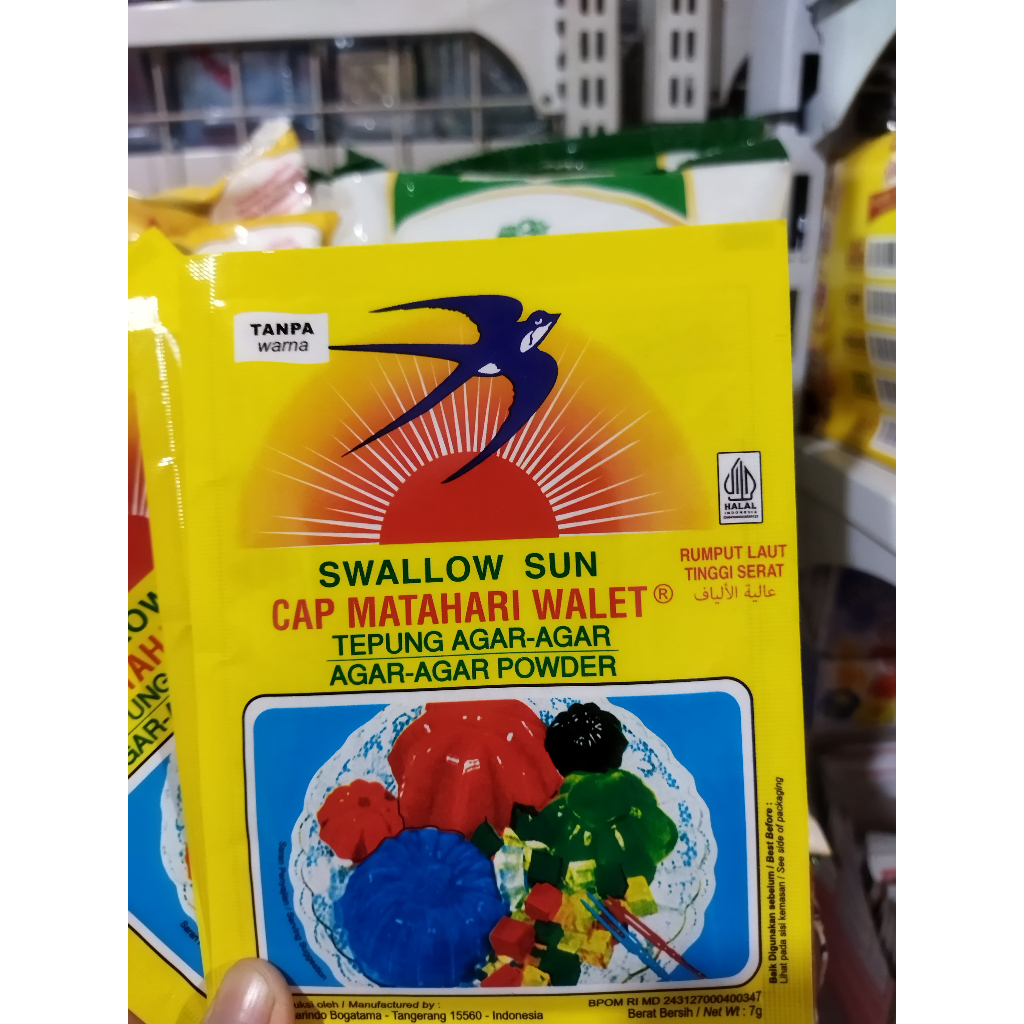 TANPA
warna
HALAL
INDONESIA
SWALLOW SUN
CAP MATAHARI WALET®
TEPUNG AGAR-AGAR
AGAR-AGAR POWDER
RUMPUT LAUT
TINGGI SERAT
عالية الألياف
Baik Digunakan sebelum / Best Before :
Lihat pada sisi kemasan / See side of packaging
Manufactured by :
Bogatama - Tangerang 15560 - Indonesia
BPOM RI MD 243127000400347
Berat Bersih / Net Wt : 7g